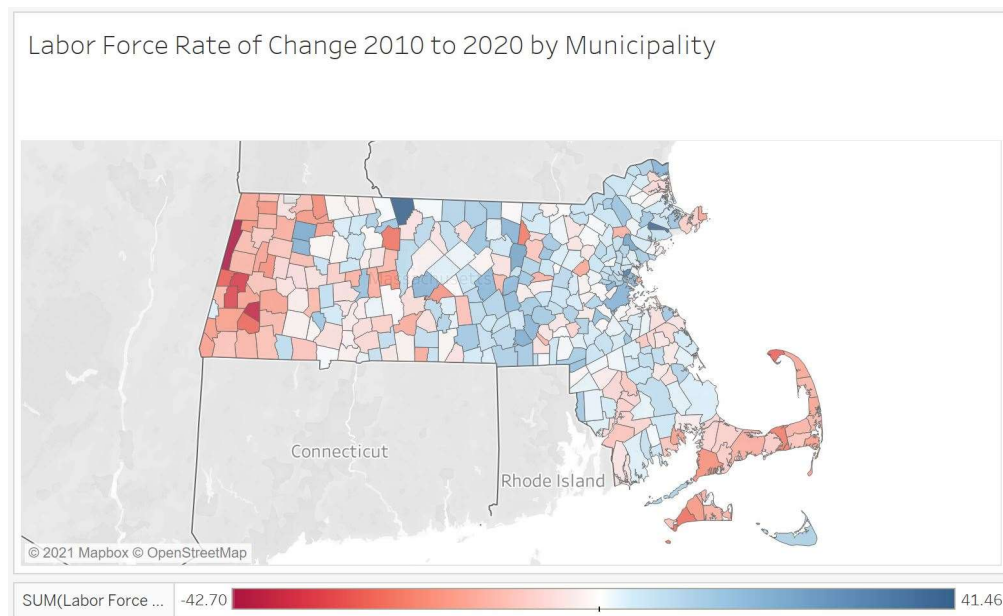 Labor Force Rate of Change 2010 to 2020 by Municipality
Massachusetts
Connecticut
Rhode Island
© 2021 Mapbox © OpenStreetMap
SUM(Labor Force ...
-42.70
41.46